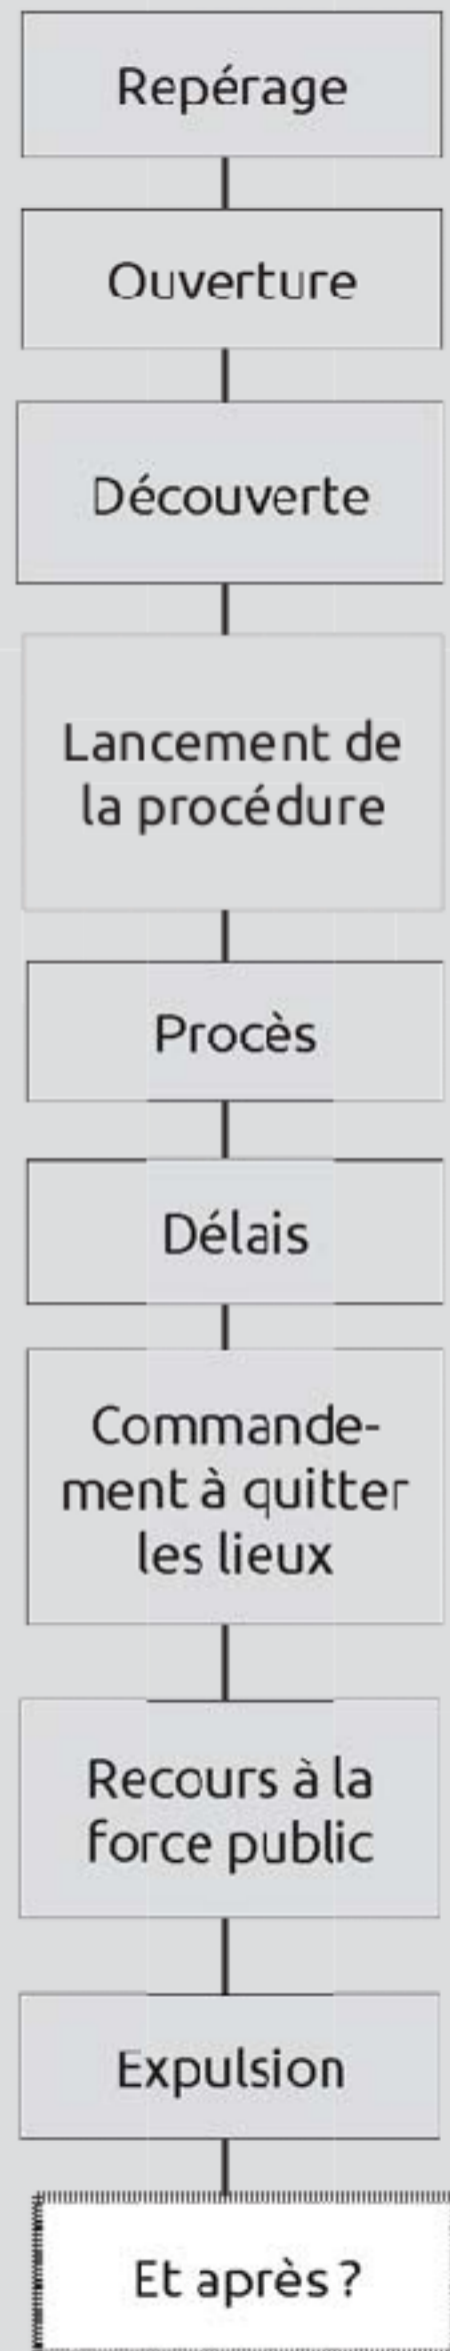 Repérage
Ouverture
Découverte
Lancement de
la procédure
Procès
Délais
Commande-
ment à quitter
les lieux
Recours à la
force public
Expulsion
Et après ?